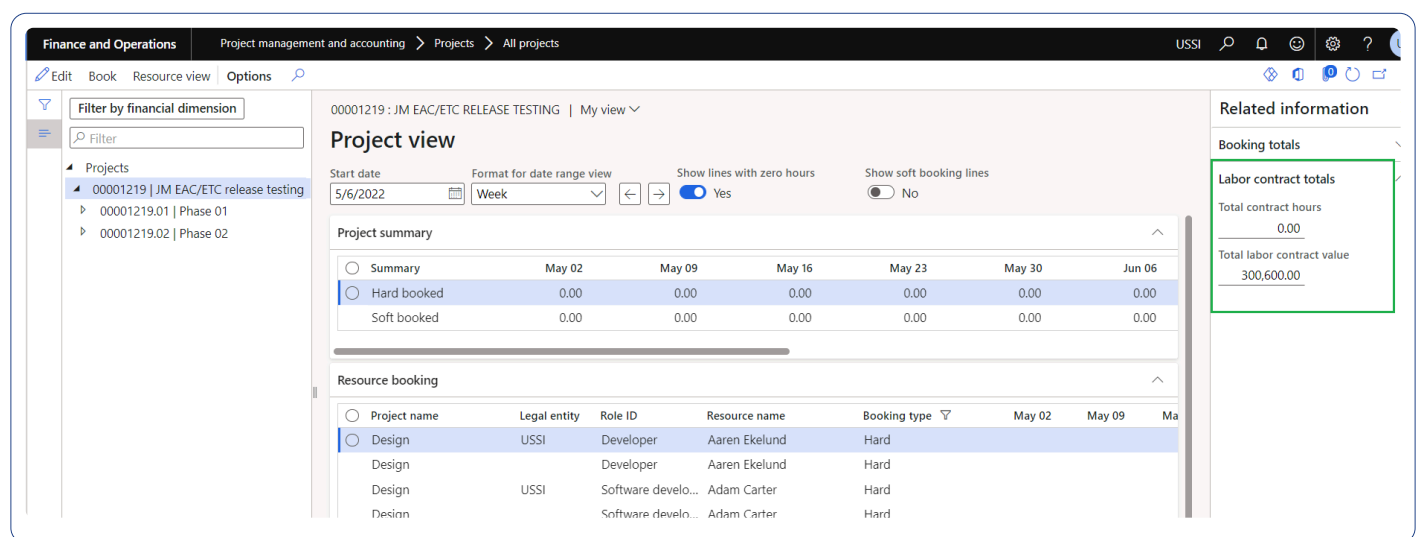 Finance and Operations Project management and accounting Projects All projects USSI
Edit Book Resource view Options 0
Filter by financial dimension
Filter
Projects
00001219 | JM EAC/ETC release testing
00001219.01 | Phase 01
00001219.02 | Phase 02
00001219 : JM EAC/ETC RELEASE TESTING | My view
Project view
Start date Format for date range view Show lines with zero hours Show soft booking lines
5/6/2022 Week Yes No
Project summary
Summary May 02 May 09 May 16 May 23 May 30 Jun 06
Hard booked 0.00 0.00 0.00 0.00 0.00 0.00
Soft booked 0.00 0.00 0.00 0.00 0.00 0.00
Resource booking
Project name Legal entity Role ID Resource name Booking type May 02 May 09
Design USSI Developer Aaren Ekelund Hard
Design Developer Aaren Ekelund Hard
Design USSI Software develo... Adam Carter Hard
Design Software develo... Adam Carter Hard
Related information
Booking totals
Labor contract totals
Total contract hours
0.00
Total labor contract value
300,600.00